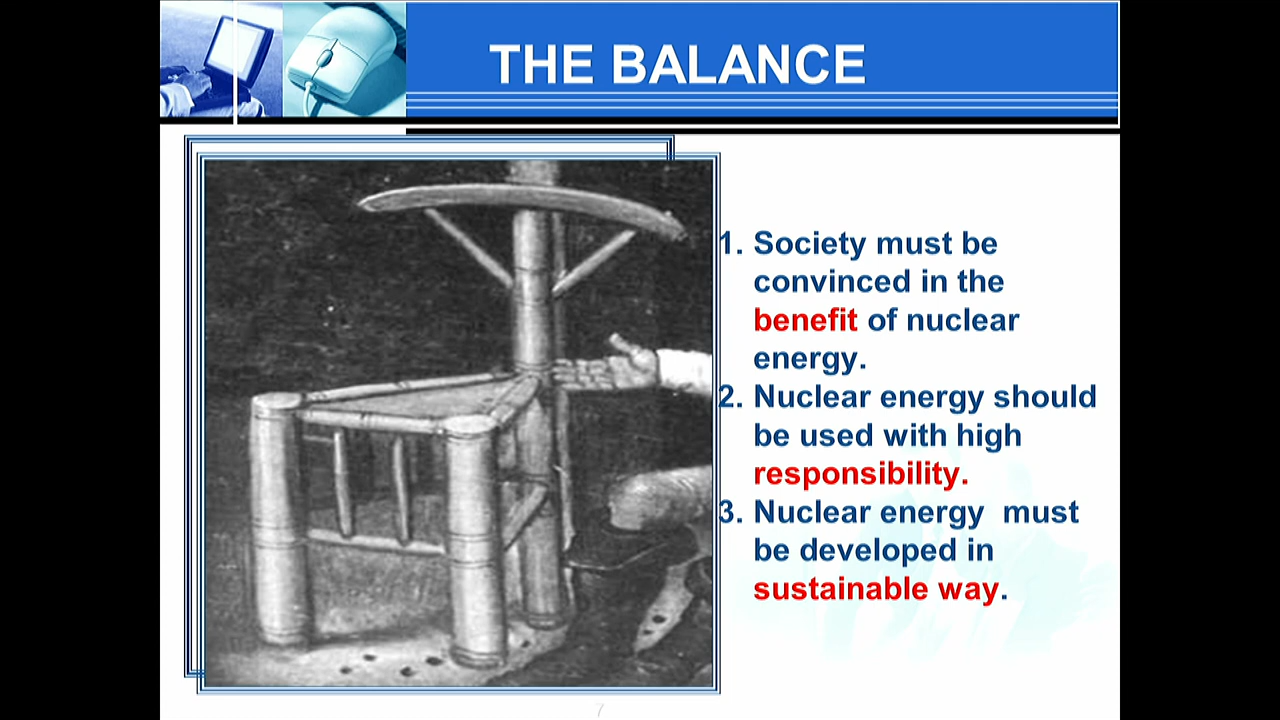 THE BALANCE
1. Society must be
convinced in the
benefit of nuclear
energy.
2. Nuclear energy should
be used with high
responsibility.
3. Nuclear energy  must
be developed in
sustainable way.
7